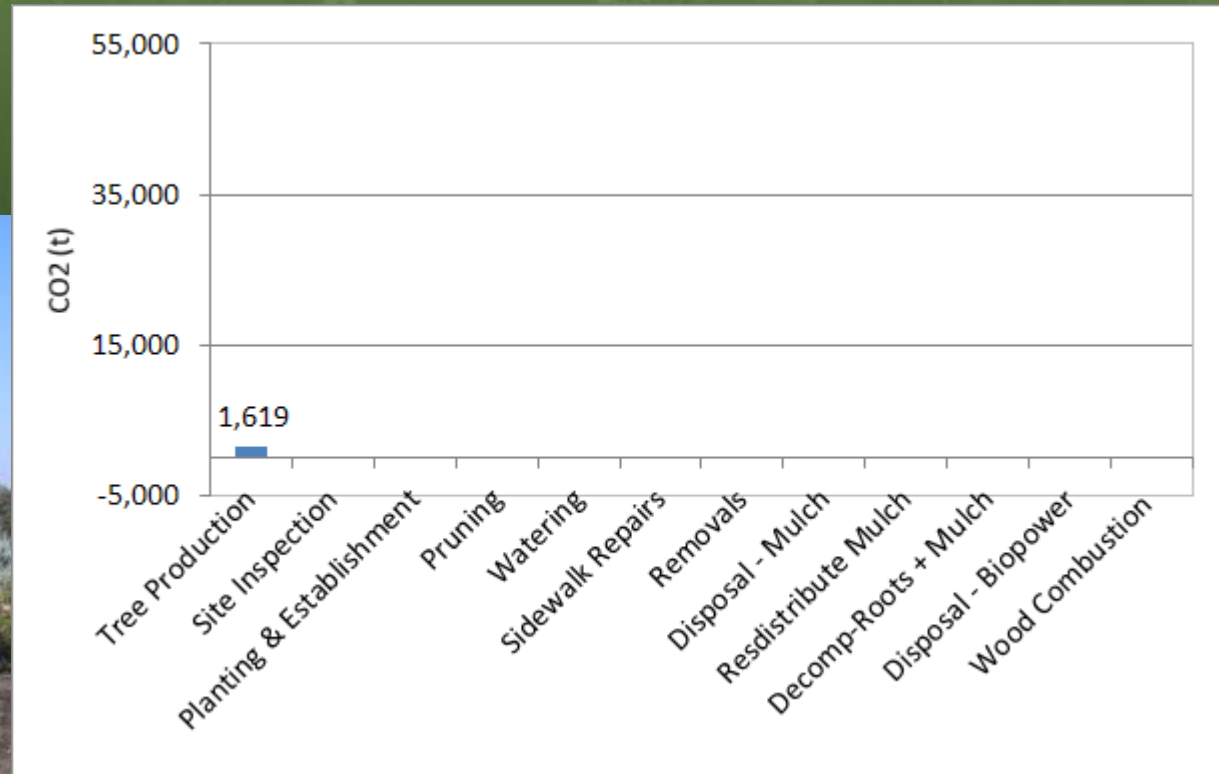 55,000
35,000
15,000
-5,000
CO2 (t)
1,619
Tree Production
Site Inspection
Planting & Establishment
Pruning
Watering
Sidewalk Repairs
Removals
Disposal - Mulch
Resdistribute Mulch
Decomp-Roots + Mulch
Disposal - Biopower
Wood Combustion